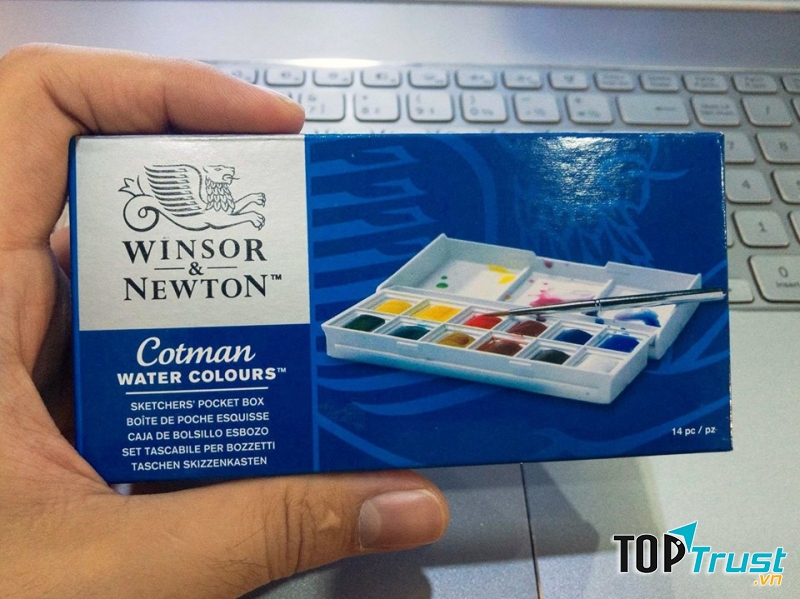 WINSOR
&
NEWTON™
Cotman
WATER COLOURS™
SKETCHERS' POCKET BOX
BOÎTE DE POCHE ESQUISSE
CAJA DE BOLSILLO ESBOZO
SET TASCABILE PER BOZZETTI
TASCHEN SKIZZENKASTEN
14 pc / pz
TOPTrust
.vn